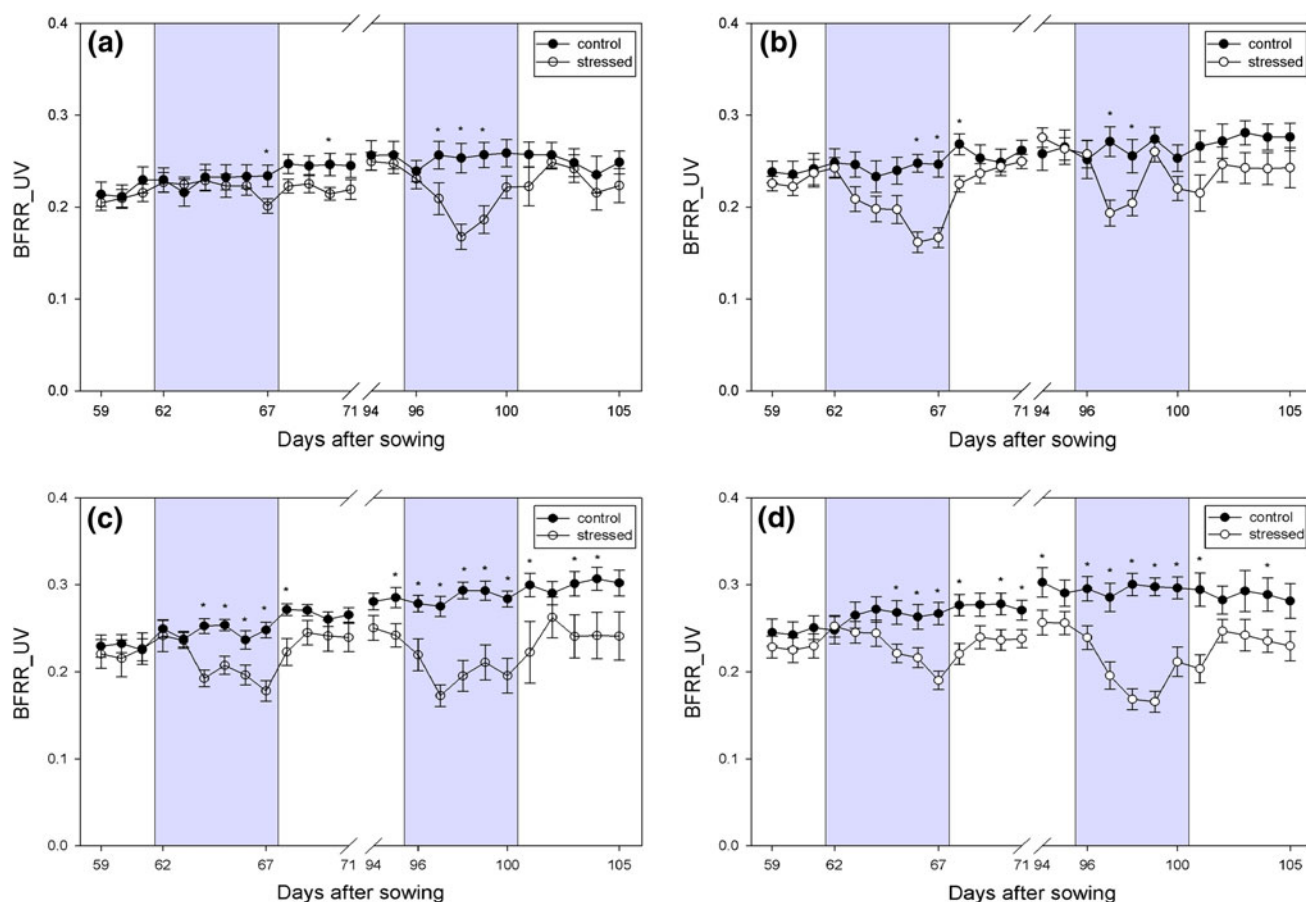 (a)
control
stressed
BFRR_UV
0.4
0.3
0.2
0.1
0.0
* * * * *
59 62 67 71 94 96 100 105
Days after sowing
(b)
control
stressed
BFRR_UV
0.4
0.3
0.2
0.1
0.0
* * * * *
59 62 67 71 94 96 100 105
Days after sowing
(c)
control
stressed
BFRR_UV
0.4
0.3
0.2
0.1
0.0
* * * * * * * * * * * * * *
59 62 67 71 94 96 100 105
Days after sowing
(d)
control
stressed
BFRR_UV
0.4
0.3
0.2
0.1
0.0
* * * * * * * * * * * * * *
59 62 67 71 94 96 100 105
Days after sowing